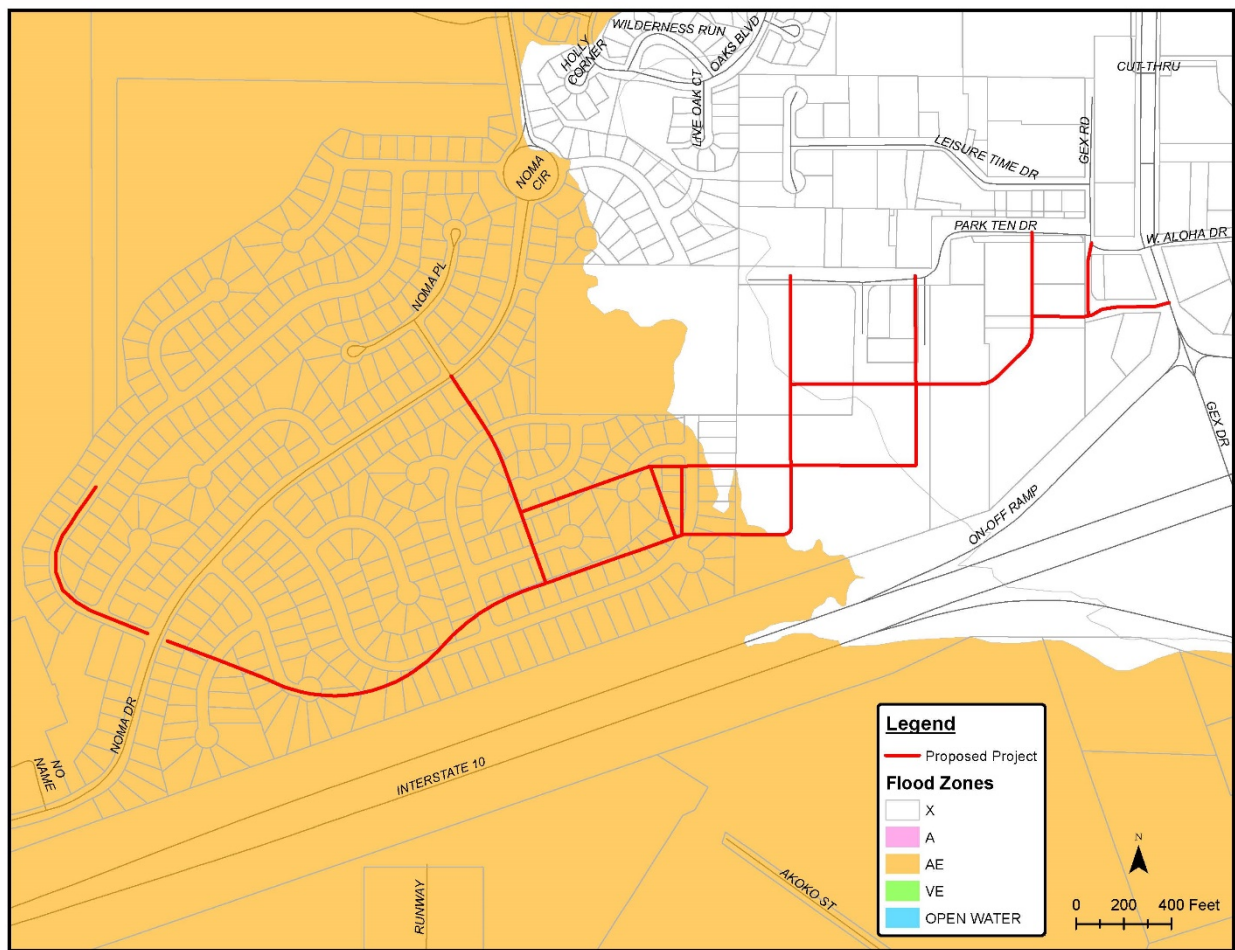 WILDERNESS RUN
OAKS BLVD
HOLLY
CORNER
LIVE OAK CT
CUT-THRU
GEX RD
LEISURE TIME DR
NOMA
CIR
PARK TEN DR
W. ALOHA DR
NOMA PL
GEX DR
ON-OFF RAMP
NOMA DR
NO
NAME
INTERSTATE 10
RUNWAY
AKOKO ST
Legend
Proposed Project
Flood Zones
X
A
AE
VE
OPEN WATER
N
0 200 400 Feet